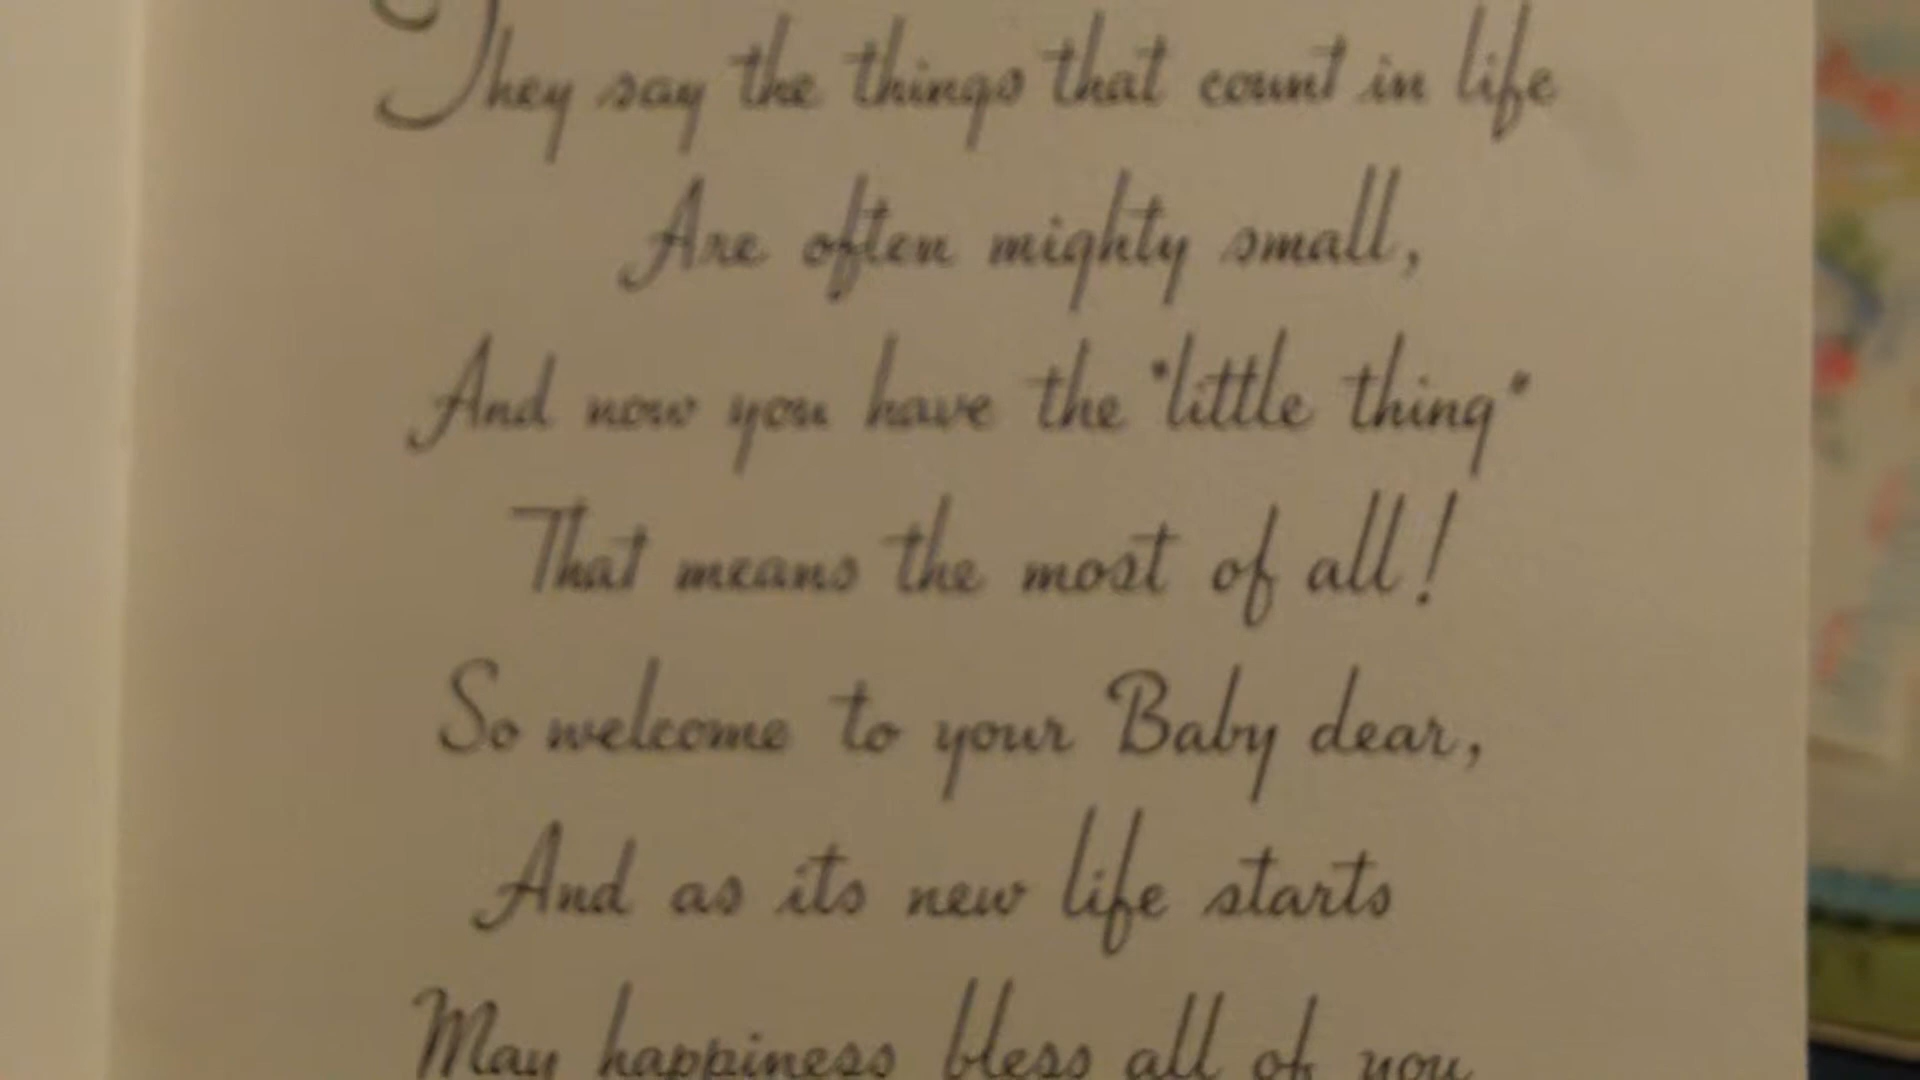 They say the things that count in life
Are often mighty small,
And now you have the "little thing"
That means the most of all!
So welcome to your Baby dear,
And as its new life starts
May happiness bless all of you